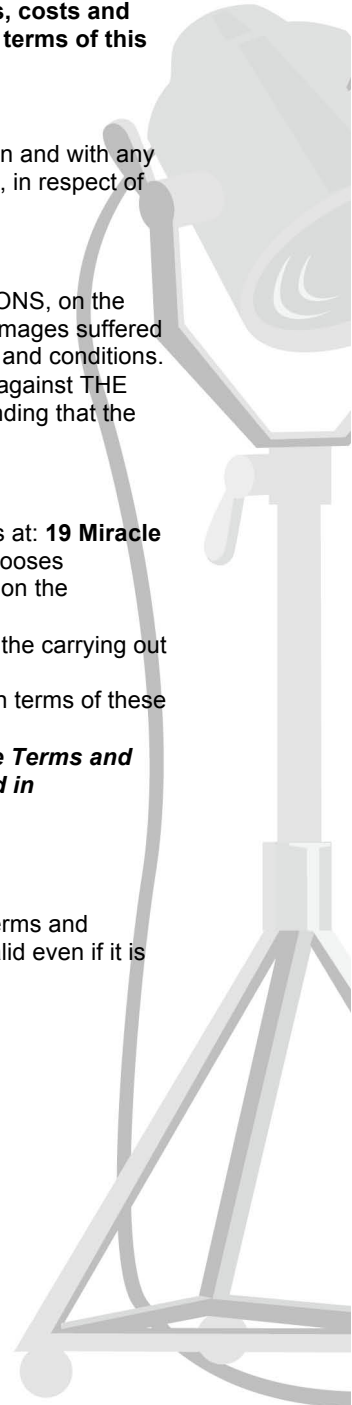 s, costs and
terms of this
n and with any
, in respect of
ONS, on the
mages suffered
and conditions.
against THE
nding that the
s at: 19 Miracle
ooses
on the
the carrying out
n terms of these
e Terms and
d in
erms and
lid even if it is